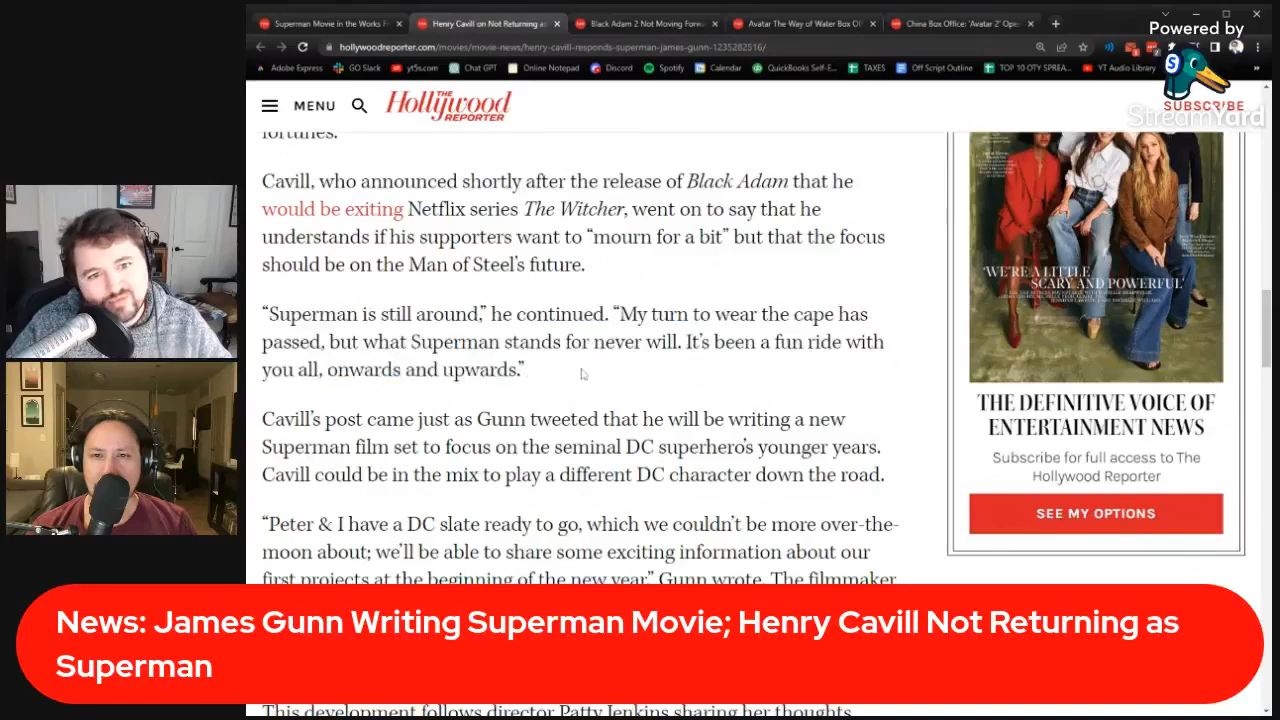 Superman Movie in the Works F
Henry Cavill on Not Returning as
Black Adam 2 Not Moving Forw
Avatar The Way of Water Box Of
China Box Office: 'Avatar 2' Ope
hollywoodreporter.com/movies/movie-news/henry-cavill-responds-superman-james-gunn-1235282516/
Adobe Express
GO Slack
yt5s.com
Chat GPT
Online Notepad
Discord
Spotify
Calendar
QuickBooks Self-E...
TAXES
Off Script Outline
TOP 10 OTY SPREA...
YT Audio Library
Powered by
StreamYard
SUBSCRIBE
MENU
THE
Hollywood
REPORTER
fortunes.
Cavill, who announced shortly after the release of Black Adam that he
would be exiting Netflix series The Witcher, went on to say that he
understands if his supporters want to “mourn for a bit” but that the focus
should be on the Man of Steel’s future.
“Superman is still around,” he continued. “My turn to wear the cape has
passed, but what Superman stands for never will. It’s been a fun ride with
you all, onwards and upwards.”
Cavill’s post came just as Gunn tweeted that he will be writing a new
Superman film set to focus on the seminal DC superhero’s younger years.
Cavill could be in the mix to play a different DC character down the road.
“Peter & I have a DC slate ready to go, which we couldn’t be more over-the-
moon about; we’ll be able to share some exciting information about our
first projects at the beginning of the new year,” Gunn wrote. The filmmaker
This development follows director Patty Jenkins sharing her thoughts
‘WE’RE A LITTLE
SCARY AND POWERFUL’
THE DEFINITIVE VOICE OF
ENTERTAINMENT NEWS
Subscribe for full access to The
Hollywood Reporter
SEE MY OPTIONS
News: James Gunn Writing Superman Movie; Henry Cavill Not Returning as
Superman